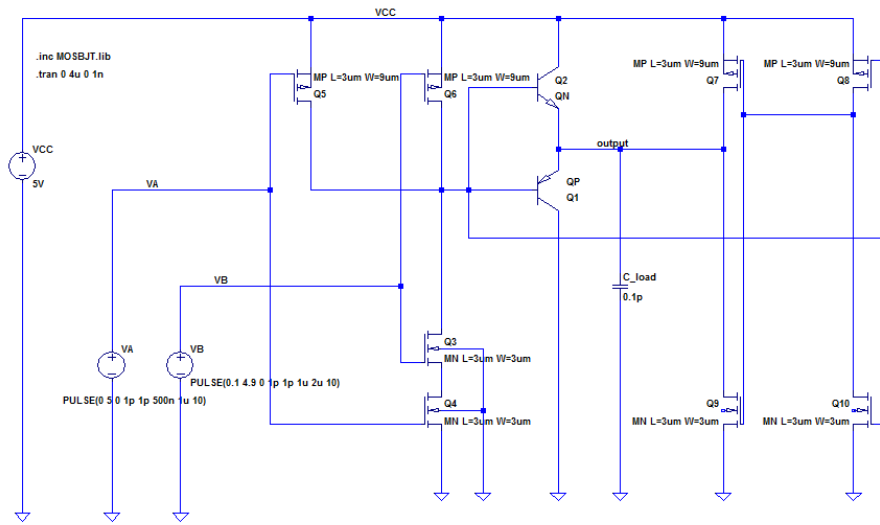 VCC
.inc MOSBJT.lib
.tran 0 4u 0 1n
MP L=3um W=9um
Q5
MP L=3um W=9um
Q6
Q2
QN
MP L=3um W=9um
Q7
MP L=3um W=9um
Q8
output
VCC
5V
VA
QP
Q1
VB
C_load
0.1p
Q3
MN L=3um W=3um
VA
VB
PULSE(0.1 4.9 0 1p 1p 1u 2u 10)
PULSE(0 5 0 1p 1p 500n 1u 10)
Q4
MN L=3um W=3um
Q9
MN L=3um W=3um
Q10
MN L=3um W=3um